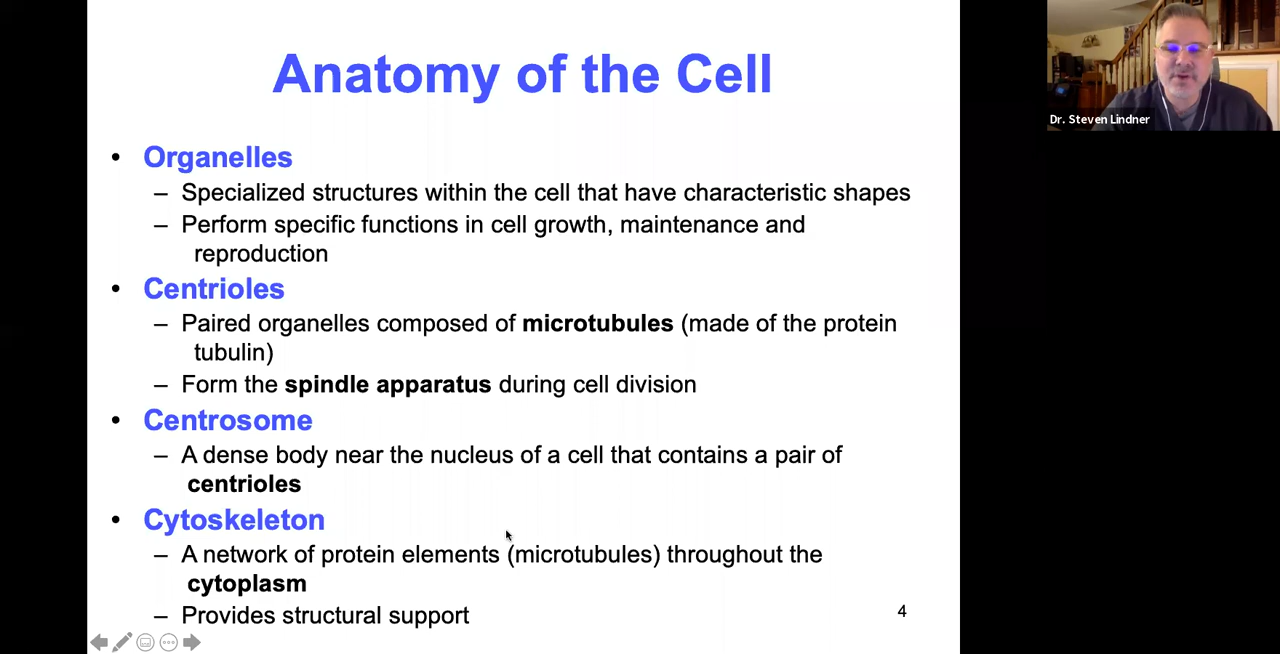 Anatomy of the Cell
Dr. Steven Lindner
• Organelles
– Specialized structures within the cell that have characteristic shapes
– Perform specific functions in cell growth, maintenance and
reproduction
• Centrioles
– Paired organelles composed of microtubules (made of the protein
tubulin)
– Form the spindle apparatus during cell division
• Centrosome
– A dense body near the nucleus of a cell that contains a pair of
centrioles
• Cytoskeleton
– A network of protein elements (microtubules) throughout the
cytoplasm
– Provides structural support
4